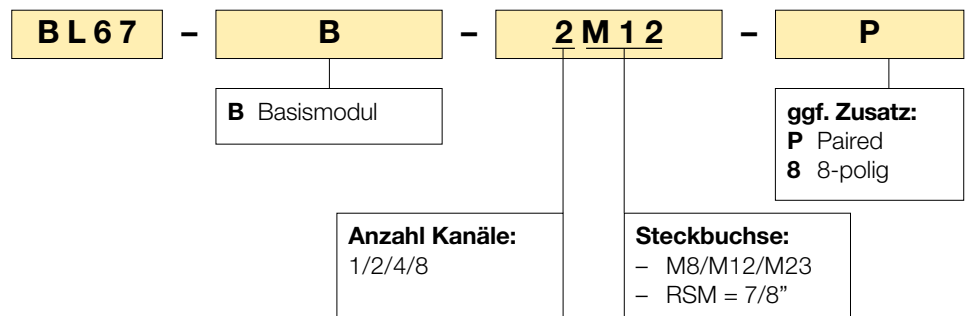 BL67 – B – 2M12 – P
B Basismodul
ggf. Zusatz:
P Paired
8 8-polig
Anzahl Kanäle:
1/2/4/8
Steckbuchse:
– M8/M12/M23
– RSM = 7/8”